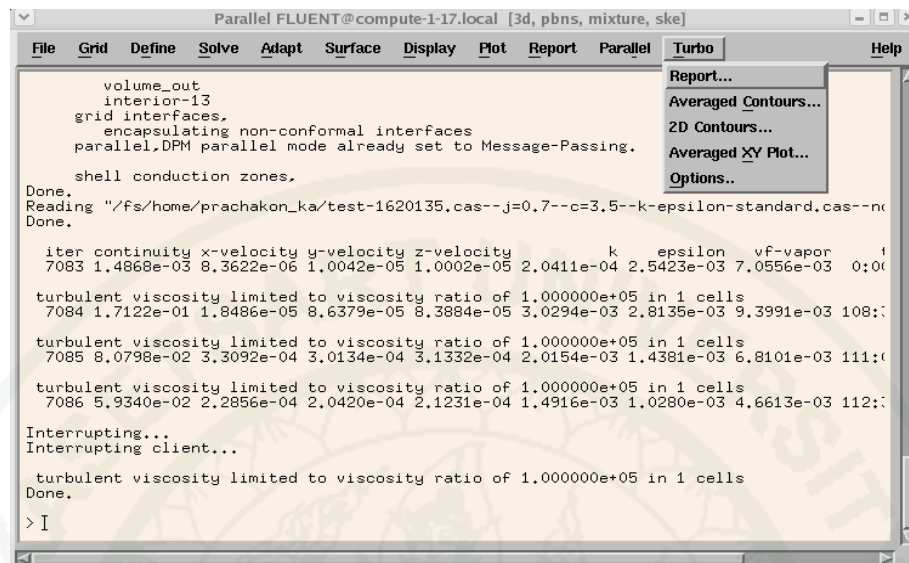 Parallel FLUENT@compute-1-17.local [3d, pbns, mixture, ske]
File Grid Define Solve Adapt Surface Display Plot Report Parallel Turbo Help
Report...
Averaged Contours...
2D Contours...
Averaged XY Plot...
Options..
volume_out
interior-13
grid interfaces,
encapsulating non-conformal interfaces
parallel,DPM parallel mode already set to Message-Passing.
shell conduction zones,
Done.
Reading "/fs/home/prachakon_ka/test-1620135.cas--j=0.7--c=3.5--k-epsilon-standard.cas--no
Done.
iter continuity x-velocity y-velocity z-velocity k epsilon vf-vapor t
7083 1.4868e-03 8.3622e-06 1.0042e-05 1.0002e-05 2.0411e-04 2.5423e-03 7.0556e-03 0:00
turbulent viscosity limited to viscosity ratio of 1.000000e+05 in 1 cells
7084 1.7122e-01 1.8486e-05 8.6379e-05 8.3884e-05 3.0294e-03 2.8135e-03 9.3991e-03 108:
turbulent viscosity limited to viscosity ratio of 1.000000e+05 in 1 cells
7085 8.0798e-02 3.3092e-04 3.0134e-04 3.1332e-04 2.0154e-03 1.4381e-03 6.8101e-03 111:
turbulent viscosity limited to viscosity ratio of 1.000000e+05 in 1 cells
7086 5.9340e-02 2.2856e-04 2.0420e-04 2.1231e-04 1.4916e-03 1.0280e-03 4.6613e-03 112:
Interrupting...
Interrupting client...
turbulent viscosity limited to viscosity ratio of 1.000000e+05 in 1 cells
Done.
>